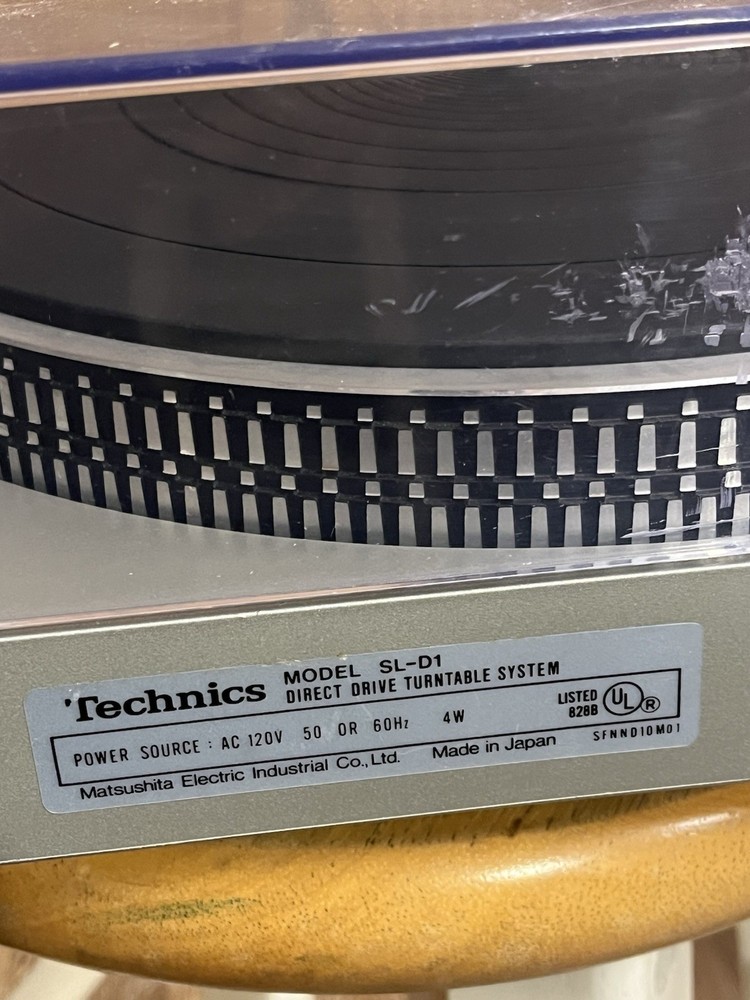 Technics MODEL SL-D1
DIRECT DRIVE TURNTABLE SYSTEM
POWER SOURCE : AC 120V 50 OR 60Hz 4W
LISTED
828B
UL
R
Matsushita Electric Industrial Co., Ltd. Made in Japan SFNND10M01